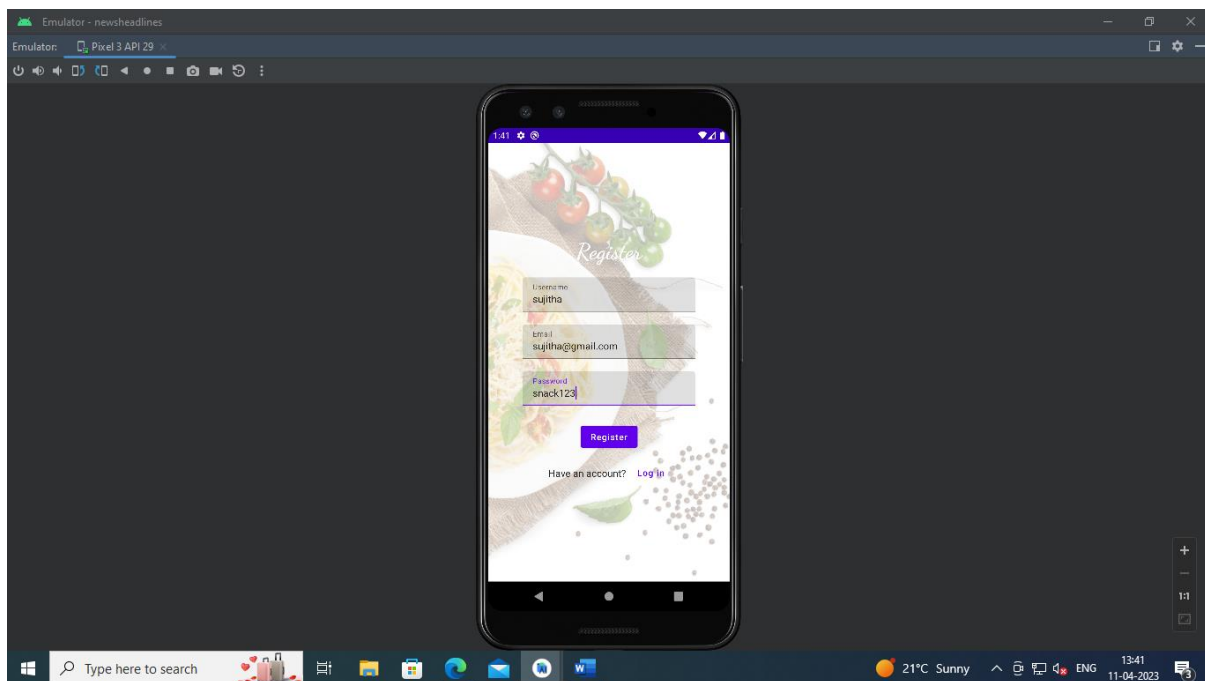 Emulator - newsheadlines
Emulator: Pixel 3 API 29
1:41
Register
Username
sujitha
Email
sujitha@gmail.com
Password
snack123
Register
Have an account? Log in
1:1
Type here to search
21°C Sunny
ENG
13:41
11-04-2023
3